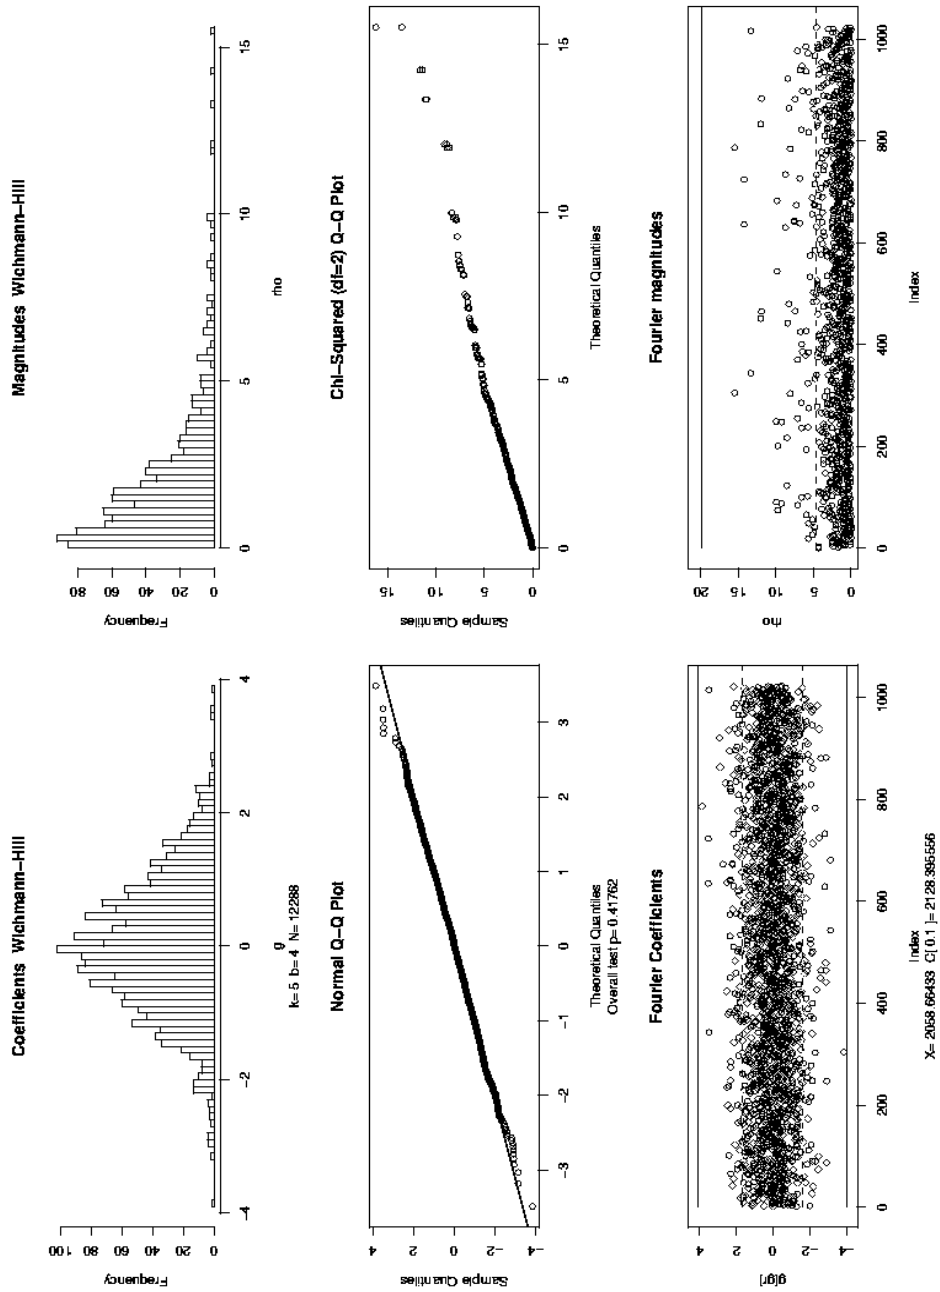 Coefficients Wichmann–Hill
Frequency
0 20 40 60 80 100
−4 −2 0 2 4
g
k= 5 b= 4 N= 12288
Magnitudes Wichmann–Hill
Frequency
0 20 40 60 80
0 5 10 15
rho
Normal Q–Q Plot
Sample Quantiles
−4 −2 0 2 4
−3 −2 −1 0 1 2 3
Theoretical Quantiles
Overall test p= 0.41762
Chi–Squared (df=2) Q–Q Plot
Sample Quantiles
0 5 10 15
0 5 10 15
Theoretical Quantiles
Fourier Coefficients
g[gr]
−4 −2 0 2 4
0 200 400 600 800 1000
Index
X= 2058.66433 C[ 0.1 ]= 2128.395556
Fourier magnitudes
rho
0 5 10 15 20
0 200 400 600 800 1000
Index